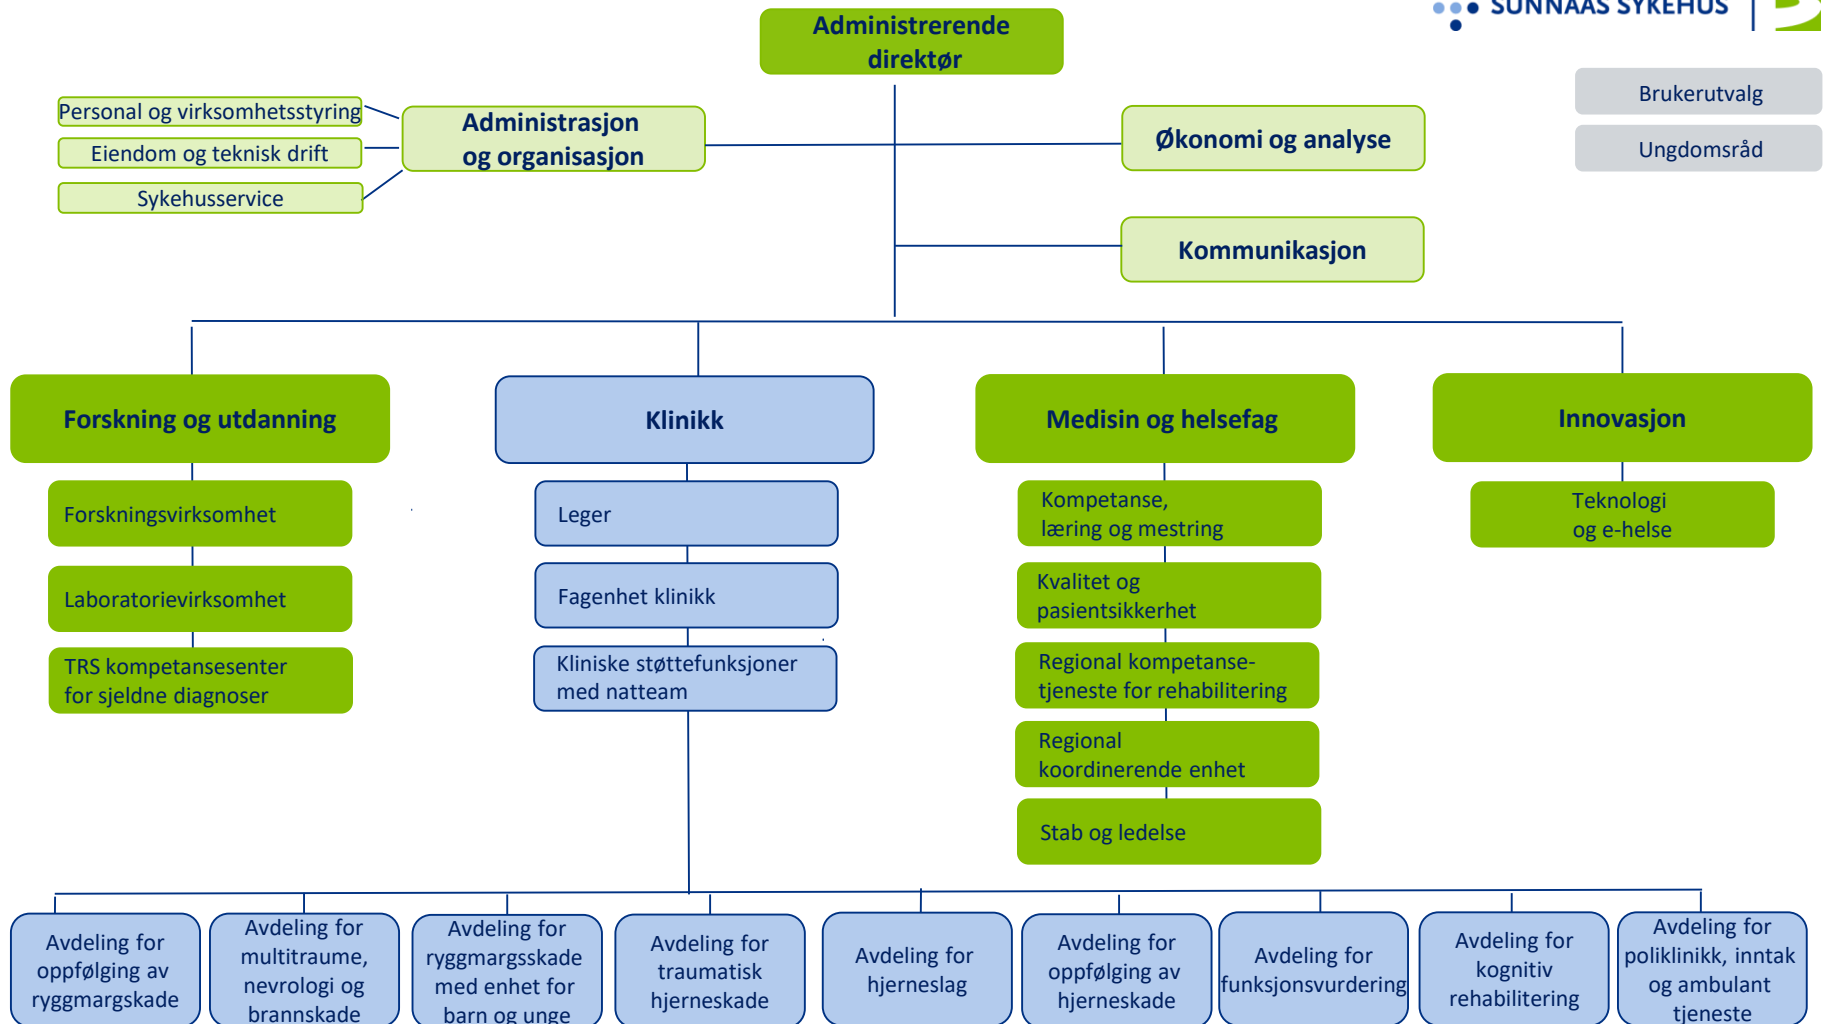 SUNNAAS SYKEHUS
Administrerende
direktør
Brukerutvalg
Ungdomsråd
Personal og virksomhetsstyring
Eiendom og teknisk drift
Sykehusservice
Administrasjon
og organisasjon
Økonomi og analyse
Kommunikasjon
Forskning og utdanning
Forskningsvirksomhet
Laboratorievirksomhet
TRS kompetansesenter
for sjeldne diagnoser
Klinikk
Leger
Fagenhet klinikk
Kliniske støttefunksjoner
med natteam
Medisin og helsefag
Kompetanse,
læring og mestring
Kvalitet og
pasientsikkerhet
Regional kompetanse-
tjeneste for rehabilitering
Regional
koordinerende enhet
Stab og ledelse
Innovasjon
Teknologi
og e-helse
Avdeling for
oppfølging av
ryggmargskade
Avdeling for
multitraume,
nevrologi og
brannskade
Avdeling for
ryggmargsskade
med enhet for
barn og unge
Avdeling for
traumatisk
hjerneskade
Avdeling for
hjerneslag
Avdeling for
oppfølging av
hjerneskade
Avdeling for
funksjonsvurdering
Avdeling for
kognitiv
rehabilitering
Avdeling for
poliklinikk, inntak
og ambulant
tjeneste